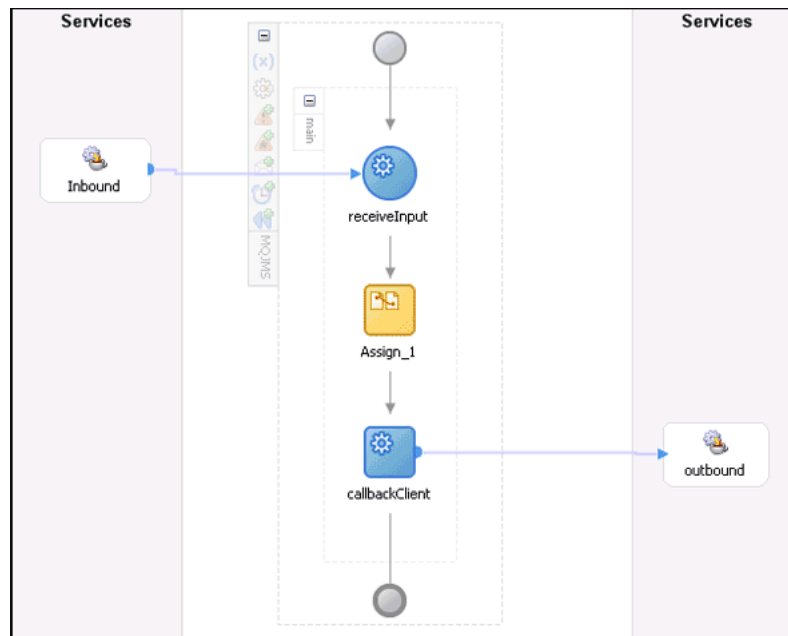 Services
Services
(x)
main
Inbound
receiveInput
MQJMS
Assign_1
callbackClient
outbound